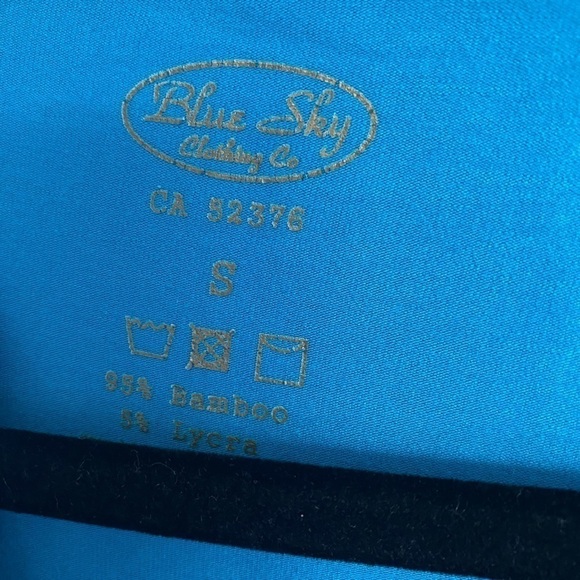 Blue Sky
Clothing Co
CA 52376
S
95% Bamboo
5% Lycra